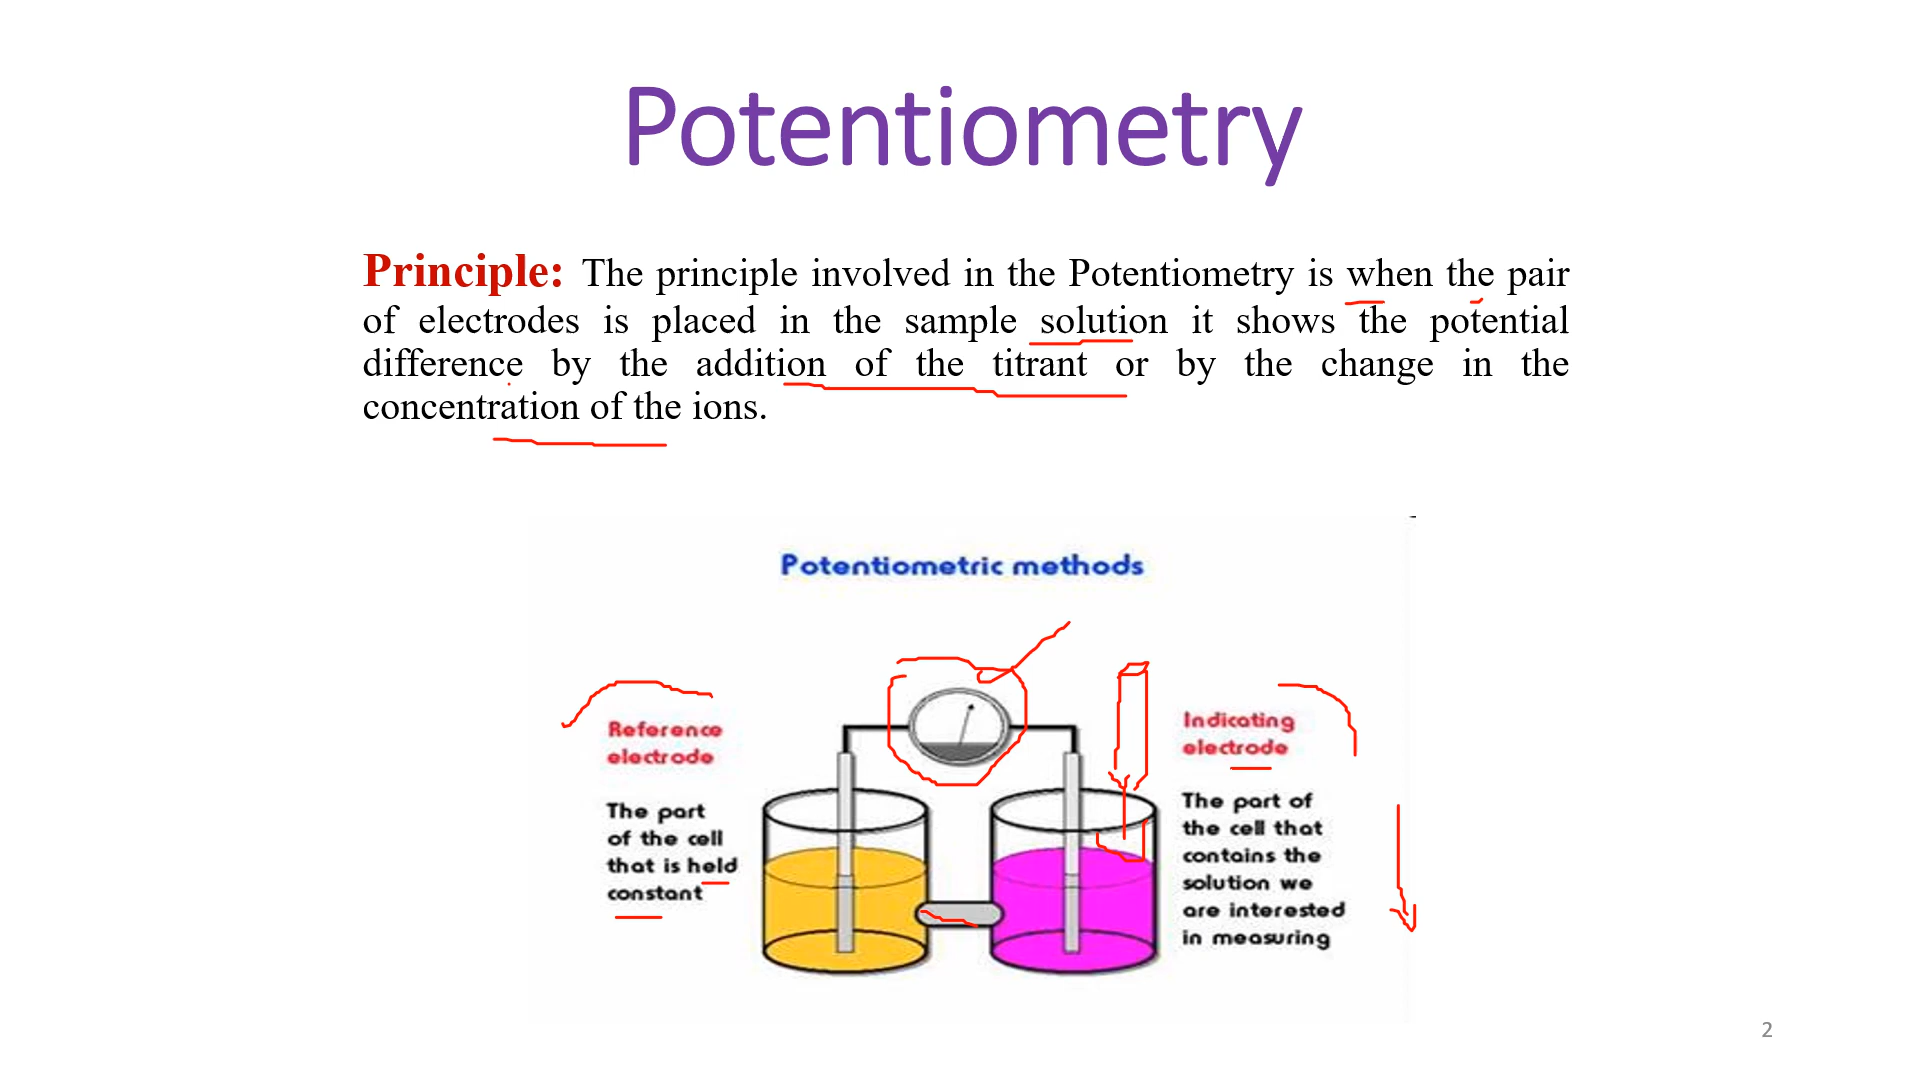 Potentiometry
Principle: The principle involved in the Potentiometry is when the pair
of electrodes is placed in the sample solution it shows the potential
difference by the addition of the titrant or by the change in the
concentration of the ions.
Potentiometric methods
Reference
electrode
The part
of the cell
that is held
constant
Indicating
electrode
The part of
the cell that
contains the
solution we
are interested
in measuring
2